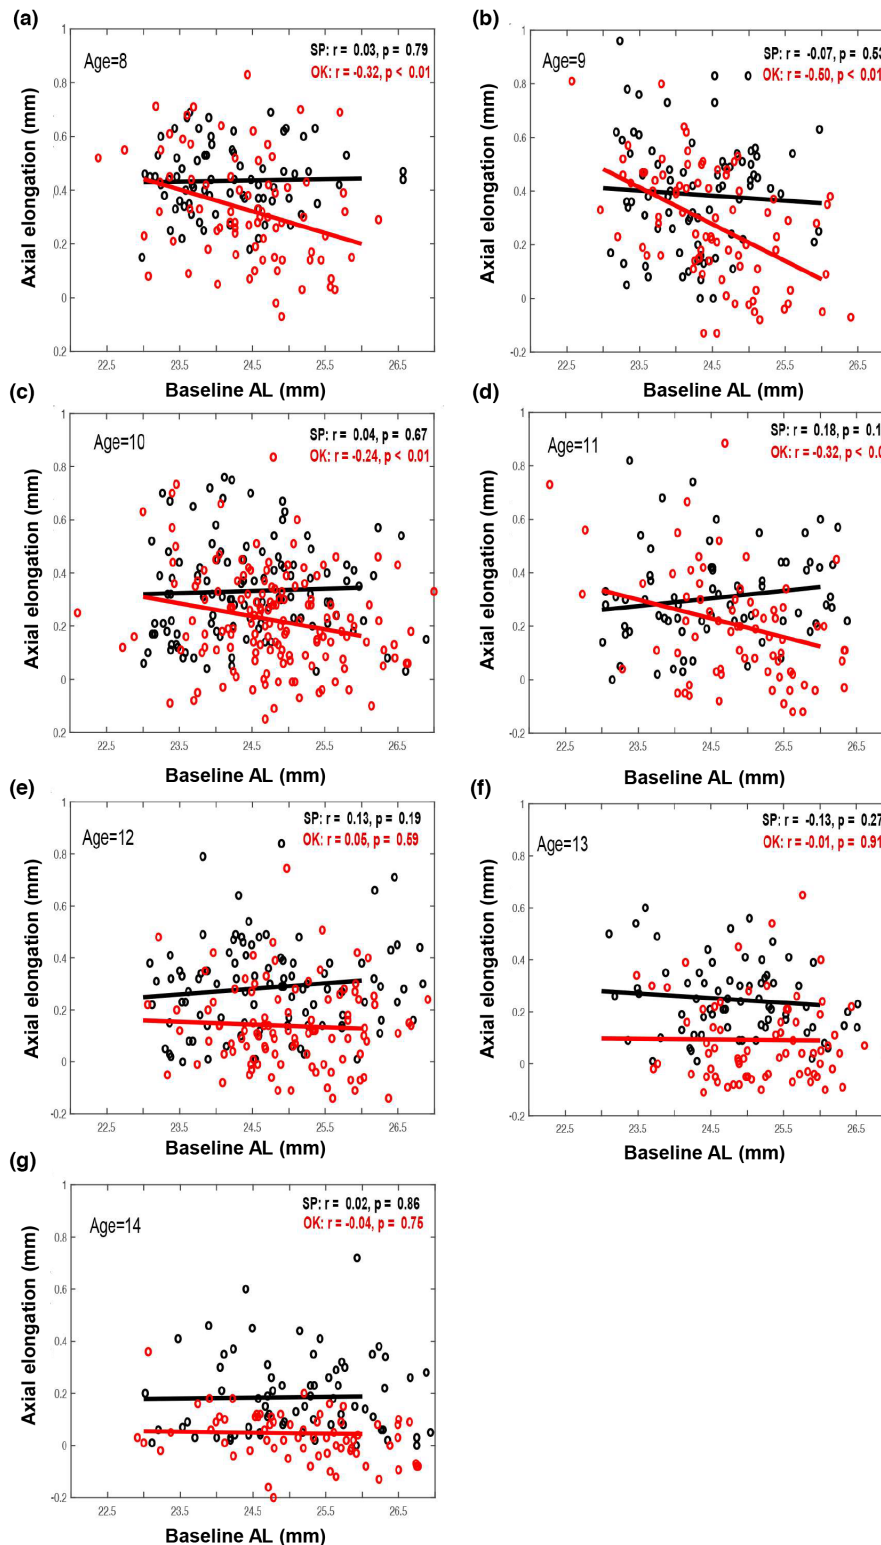 (a)
Age=8
SP: r = 0.03, p = 0.79
OK: r = -0.32, p < 0.01
Axial elongation (mm)
1
0.8
0.6
0.4
0.2
0
0.2
22.5 23.5 24.5 25.5 26.5
Baseline AL (mm)
(b)
Age=9
SP: r = -0.07, p = 0.53
OK: r = -0.50, p < 0.01
Axial elongation (mm)
1
0.8
0.6
0.4
0.2
0
-0.2
22.5 23.5 24.5 25.5 26.5
Baseline AL (mm)
(c)
Age=10
SP: r = 0.04, p = 0.67
OK: r = -0.24, p < 0.01
Axial elongation (mm)
1
0.8
0.6
0.4
0.2
0
0.2
22.5 23.5 24.5 25.5 26.5
Baseline AL (mm)
(d)
Age=11
SP: r = 0.18, p = 0.1
OK: r = -0.32, p < 0.0
Axial elongation (mm)
1
0.8
0.6
0.4
0.2
0
-0.2
22.5 23.5 24.5 25.5 26.5
Baseline AL (mm)
(e)
Age=12
SP: r = 0.13, p = 0.19
OK: r = 0.05, p = 0.59
Axial elongation (mm)
1
0.8
0.6
0.4
0.2
0
-0.2
22.5 23.5 24.5 25.5 26.5
Baseline AL (mm)
(f)
Age=13
SP: r = -0.13, p = 0.27
OK: r = -0.01, p = 0.91
Axial elongation (mm)
1
0.8
0.6
0.4
0.2
0
-0.2
22.5 23.5 24.5 25.5 26.5
Baseline AL (mm)
(g)
Age=14
SP: r = 0.02, p = 0.86
OK: r = -0.04, p = 0.75
Axial elongation (mm)
1
0.8
0.6
0.4
0.2
0
-0.2
22.5 23.5 24.5 25.5 26.5
Baseline AL (mm)